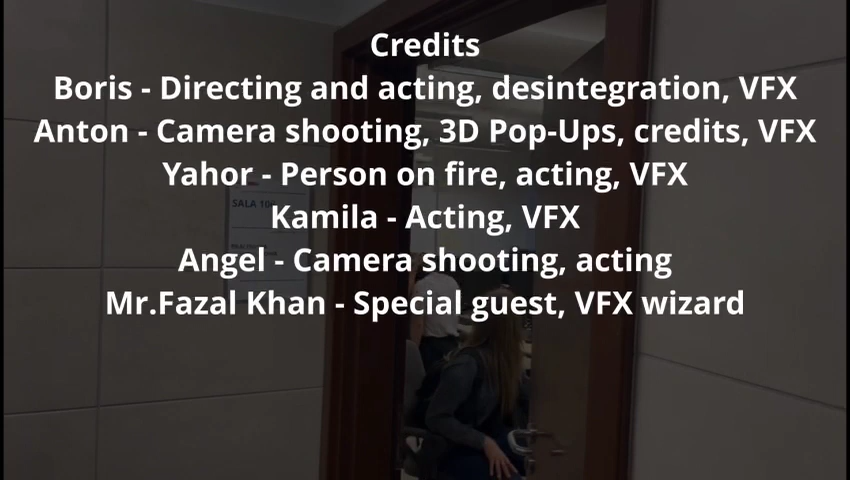 Credits
Boris - Directing and acting, desintegration, VFX
Anton - Camera shooting, 3D Pop-Ups, credits, VFX
Yahor - Person on fire, acting, VFX
SALA
Kamila - Acting, VFX
Angel - Camera shooting, acting
Mr.Fazal Khan - Special guest, VFX wizard